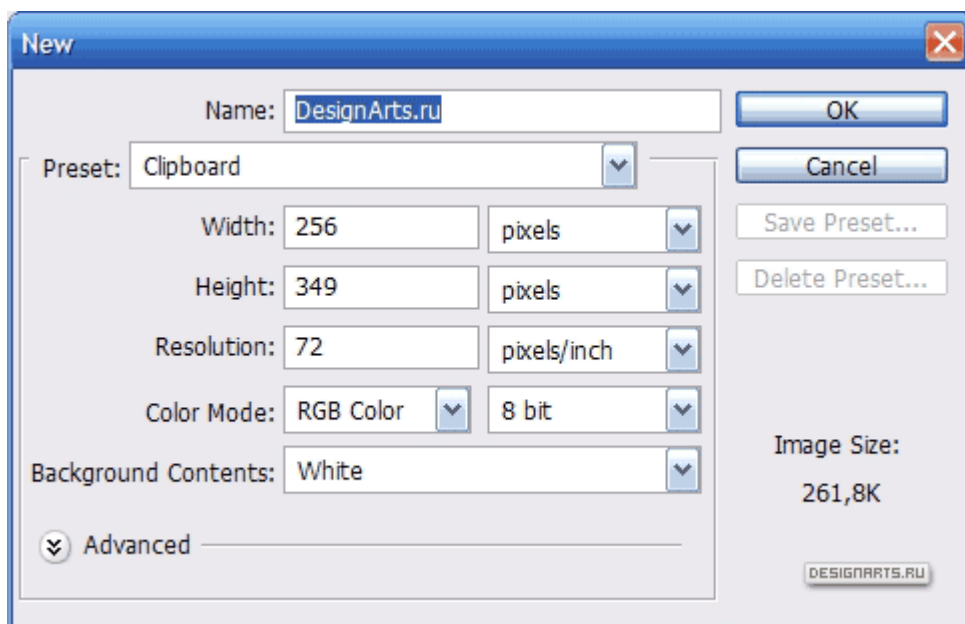 New
Name: DesignArts.ru OK
Preset: Clipboard Cancel
Width: 256 pixels Save Preset...
Height: 349 pixels Delete Preset...
Resolution: 72 pixels/inch
Color Mode: RGB Color 8 bit
Image Size:
Background Contents: White
261,8K
Advanced
DESIGNARTS.RU